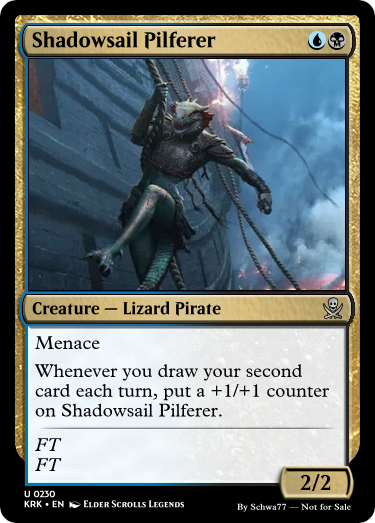 Shadowsail Pilferer
Creature — Lizard Pirate
Menace
Whenever you draw your second
card each turn, put a +1/+1 counter
on Shadowsail Pilferer.
FT
FT
2/2
U 0230
KRK • EN Elder Scrolls Legends
By Schwa77 — Not for Sale